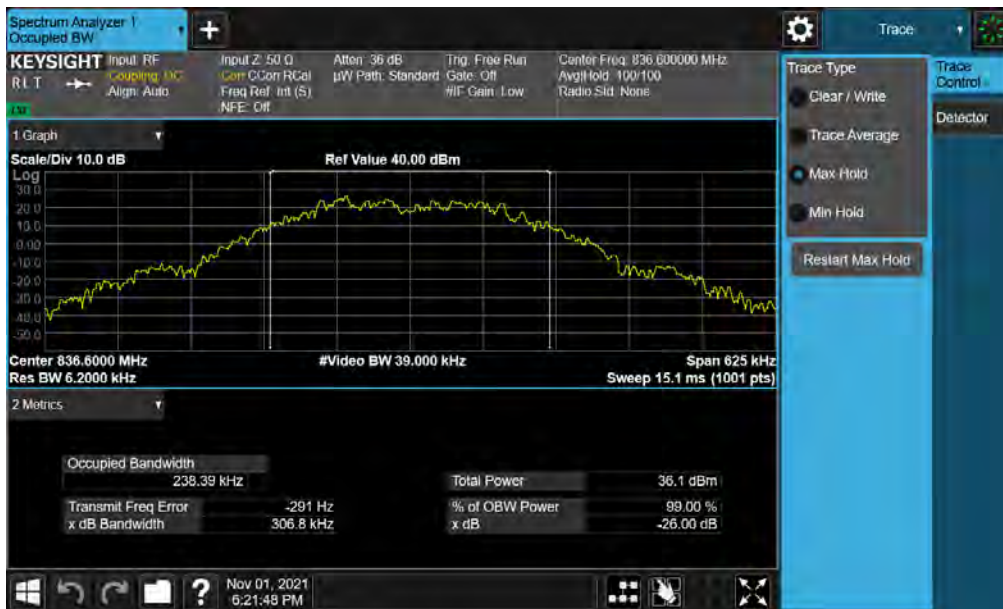 Spectrum Analyzer 1
Occupied BW
Trace
KEYSIGHT
RLT
Input: RF
Coupling: DC
Align: Auto
Input Z: 50 Ω
Corr CCorr RCal
Freq Ref: Int (S)
NFE: Off
Atten: 36 dB
µW Path: Standard
Trig: Free Run
Gate: Off
#IF Gain: Low
Center Freq: 836.600000 MHz
Avg|Hold: 100/100
Radio Std: None
Trace Type
Clear / Write
Trace Average
Max Hold
Min Hold
Restart Max Hold
Trace Control
Detector
1 Graph
Scale/Div 10.0 dB
Ref Value 40.00 dBm
Log
30.0
20.0
10.0
0.00
-10.0
-20.0
-30.0
-40.0
-50.0
Center 836.6000 MHz
#Video BW 39.000 kHz
Span 625 kHz
Res BW 6.2000 kHz
Sweep 15.1 ms (1001 pts)
2 Metrics
Occupied Bandwidth
238.39 kHz
Total Power 36.1 dBm
Transmit Freq Error -291 Hz
% of OBW Power 99.00 %
x dB Bandwidth 306.8 kHz
x dB -26.00 dB
?
Nov 01, 2021
6:21:48 PM